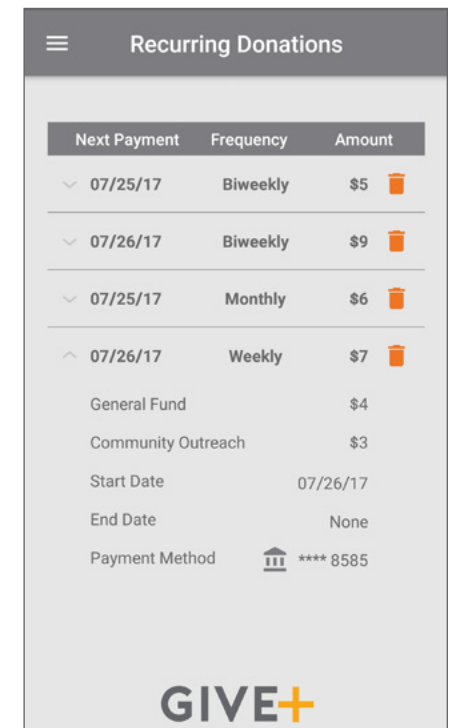 Recurring Donations
Next Payment Frequency Amount
07/25/17 Biweekly $5
07/26/17 Biweekly $9
07/25/17 Monthly $6
07/26/17 Weekly $7
General Fund $4
Community Outreach $3
Start Date 07/26/17
End Date None
Payment Method **** 8585
GIVE+